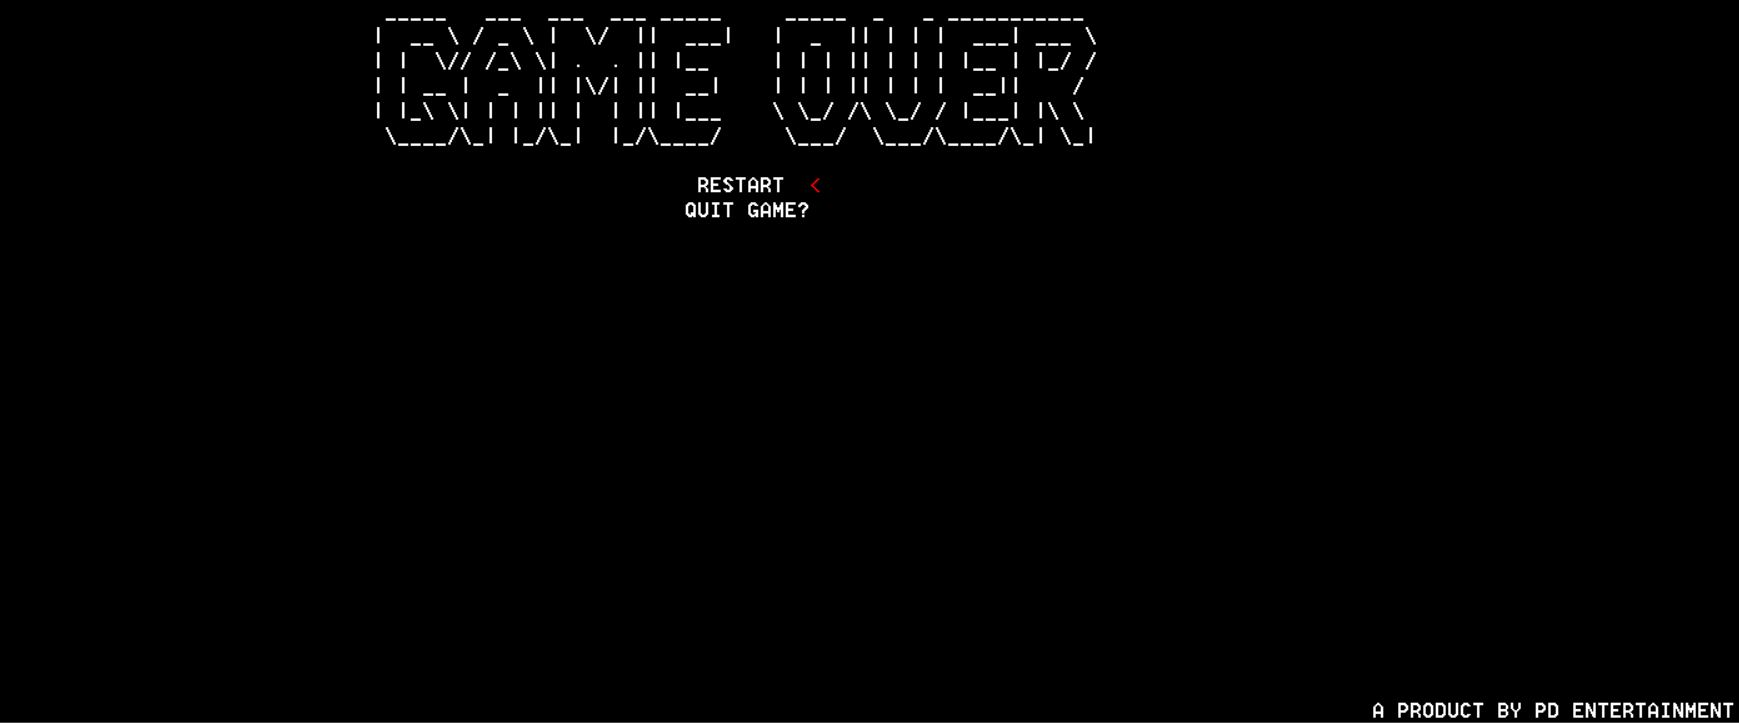 GAME OVER
RESTART <
QUIT GAME?
A PRODUCT BY PD ENTERTAINMENT